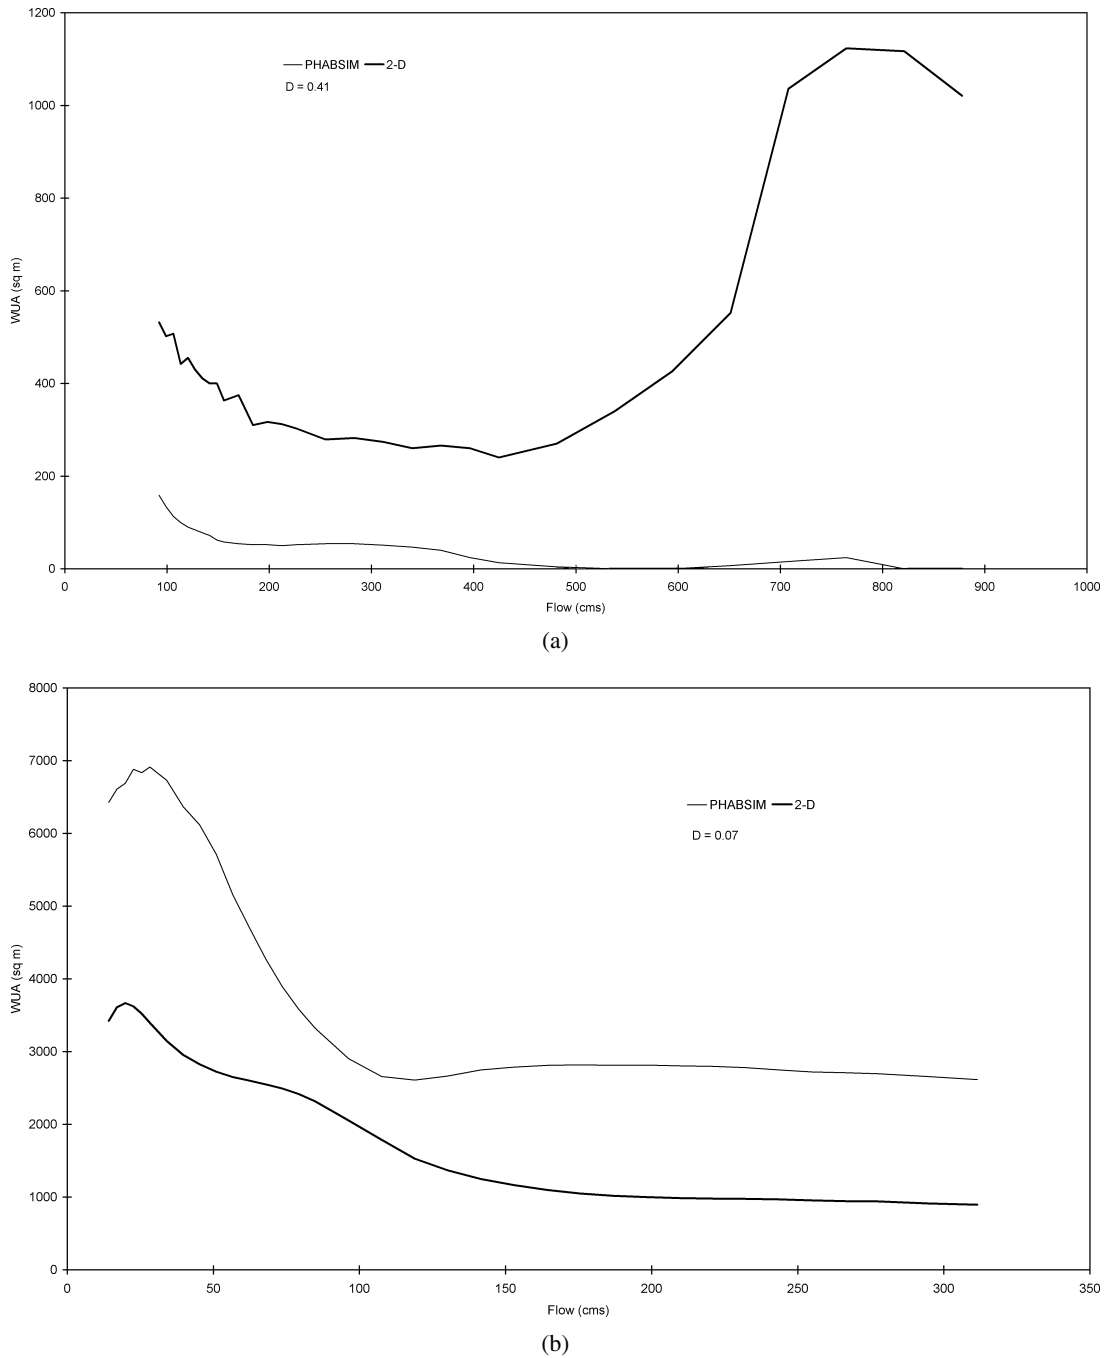 1200
1000
800
600
400
200
0
WUA (sq m)
PHABSIM 2-D
D = 0.41
0 100 200 300 400 500 600 700 800 900 1000
Flow (cms)
(a)
8000
7000
6000
5000
4000
3000
2000
1000
0
WUA (sq m)
PHABSIM 2-D
D = 0.07
0 50 100 150 200 250 300 350
Flow (cms)
(b)